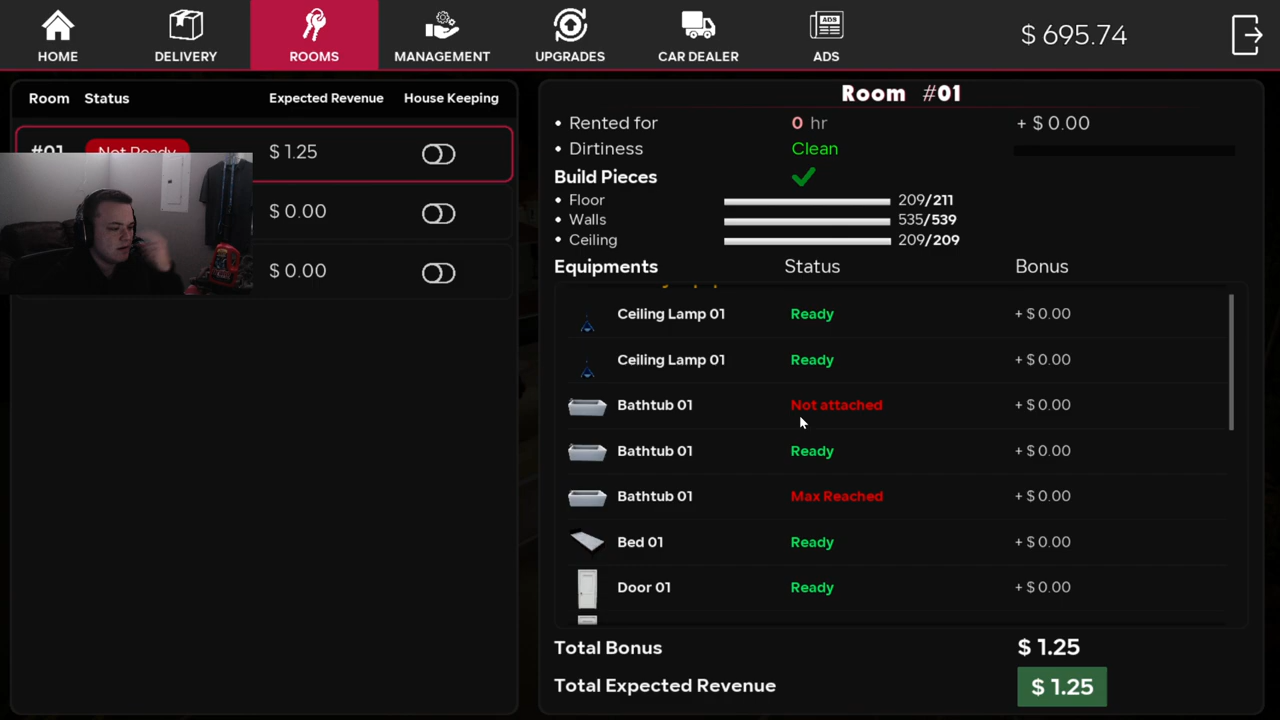 HOME DELIVERY ROOMS MANAGEMENT UPGRADES CAR DEALER ADS $ 695.74
ADS
Room Status Expected Revenue House Keeping
#01 Not Ready $ 1.25
$ 0.00
$ 0.00
Room #01
• Rented for 0 hr + $ 0.00
• Dirtiness Clean
Build Pieces
• Floor 209/211
• Walls 535/539
• Ceiling 209/209
Equipments Status Bonus
Ceiling Lamp 01 Ready + $ 0.00
Ceiling Lamp 01 Ready + $ 0.00
Bathtub 01 Not attached + $ 0.00
Bathtub 01 Ready + $ 0.00
Bathtub 01 Max Reached + $ 0.00
Bed 01 Ready + $ 0.00
Door 01 Ready + $ 0.00
Total Bonus $ 1.25
Total Expected Revenue $ 1.25